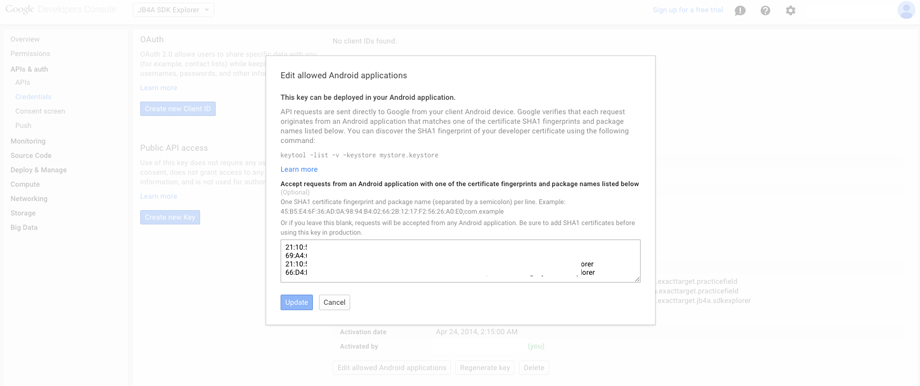 Google Developers Console
JB4A SDK Explorer
Sign up for a free trial
Overview
Permissions
APIs & auth
APIs
Credentials
Consent screen
Push
Monitoring
Source Code
Deploy & Manage
Compute
Networking
Storage
Big Data
OAuth
OAuth 2.0 allows users to share specific data with you
(for example, contact lists) while keeping
usernames, passwords, and other info
Learn more
Create new Client ID
Public API access
Use of this key does not require any user
consent, does not grant access to any
information, and is not used for author
Learn more
Create new Key
No client IDs found.
Edit allowed Android applications
This key can be deployed in your Android application.
API requests are sent directly to Google from your client Android device. Google verifies that each request
originates from an Android application that matches one of the certificate SHA1 fingerprints and package
names listed below. You can discover the SHA1 fingerprint of your developer certificate using the following
command:
keytool -list -v -keystore mystore.keystore
Learn more
Accept requests from an Android application with one of the certificate fingerprints and package names listed below
(Optional)
One SHA1 certificate fingerprint and package name (separated by a semicolon) per line. Example:
45:B5:E4:6F:36:AD:0A:98:94:B4:02:66:2B:12:17:F2:56:26:A0:E0;com.example
Or if you leave this blank, requests will be accepted from any Android application. Be sure to add SHA1 certificates before
using this key in production.
21:10:
69:A4:
21:10: orer
66:D4: lorer
Update
Cancel
.exacttarget.practicefield
.exacttarget.jb4a.sdkexplorer
Activation date Apr 24, 2014, 2:15:00 AM
Activated by (you)
Edit allowed Android applications
Regenerate key
Delete